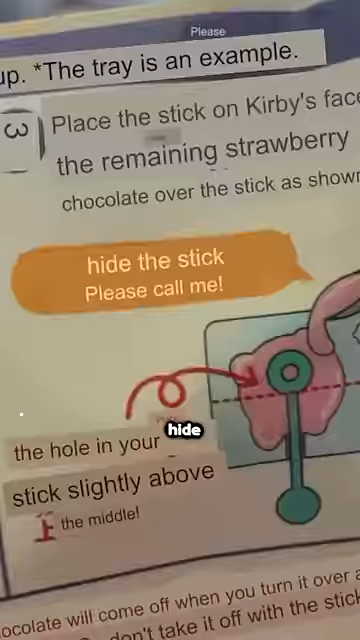 Please
up. *The tray is an example.
3
Place the stick on Kirby's face
the remaining strawberry
chocolate over the stick as shown
hide the stick
Please call me!
hide
the hole in your
stick slightly above
上 the middle!
ocolate will come off when you turn it over a
don't take it off with the stick